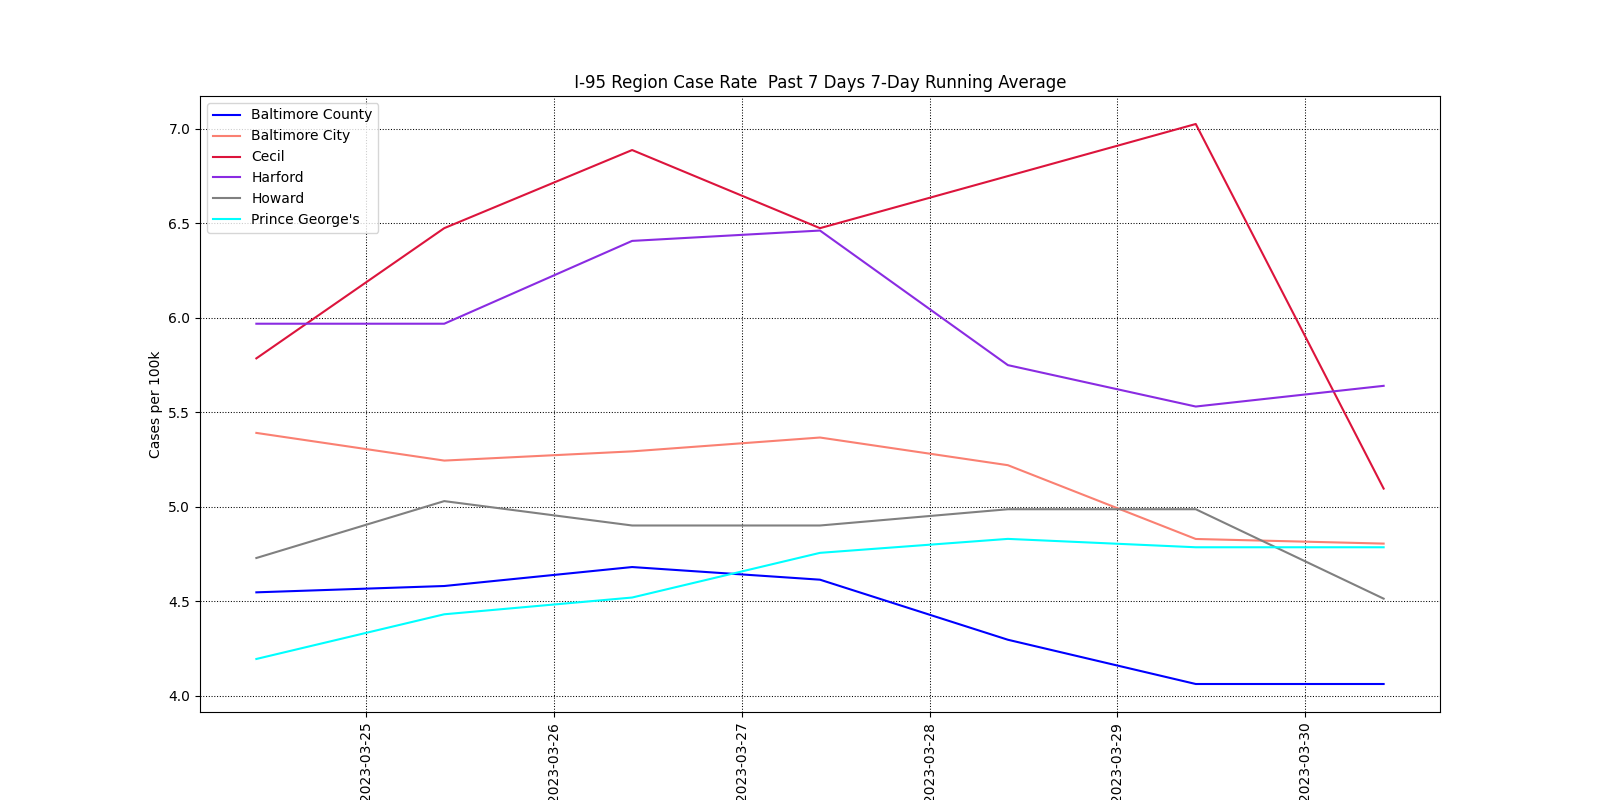 I-95 Region Case Rate  Past 7 Days 7-Day Running Average
Baltimore County
Baltimore City
Cecil
Harford
Howard
Prince George's
Cases per 100k
7.0
6.5
6.0
5.5
5.0
4.5
4.0
2023-03-25
2023-03-26
2023-03-27
2023-03-28
2023-03-29
2023-03-30